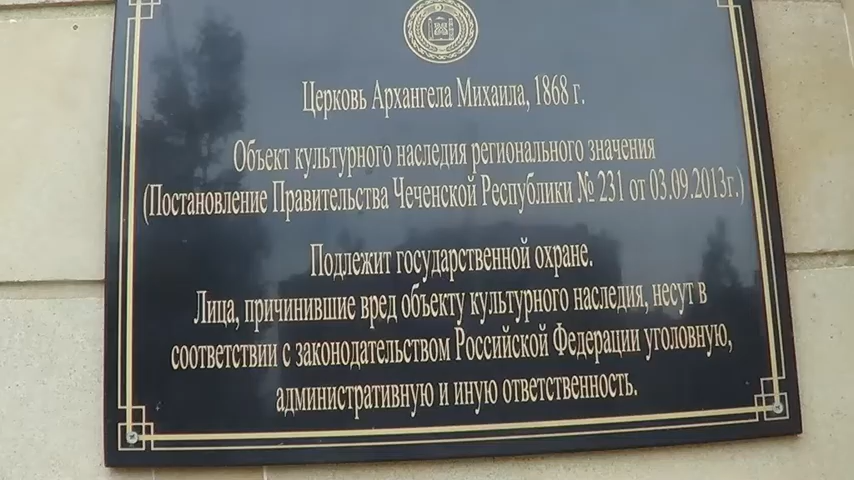 Церковь Архангела Михаила, 1868 г.
Объект культурного наследия регионального значения
(Постановление Правительства Чеченской Республики № 231 от 03.09.2013г.)
Подлежит государственной охране.
Лица, причинившие вред объекту культурного наследия, несут в
соответствии с законодательством Российской Федерации уголовную,
административную и иную ответственность.